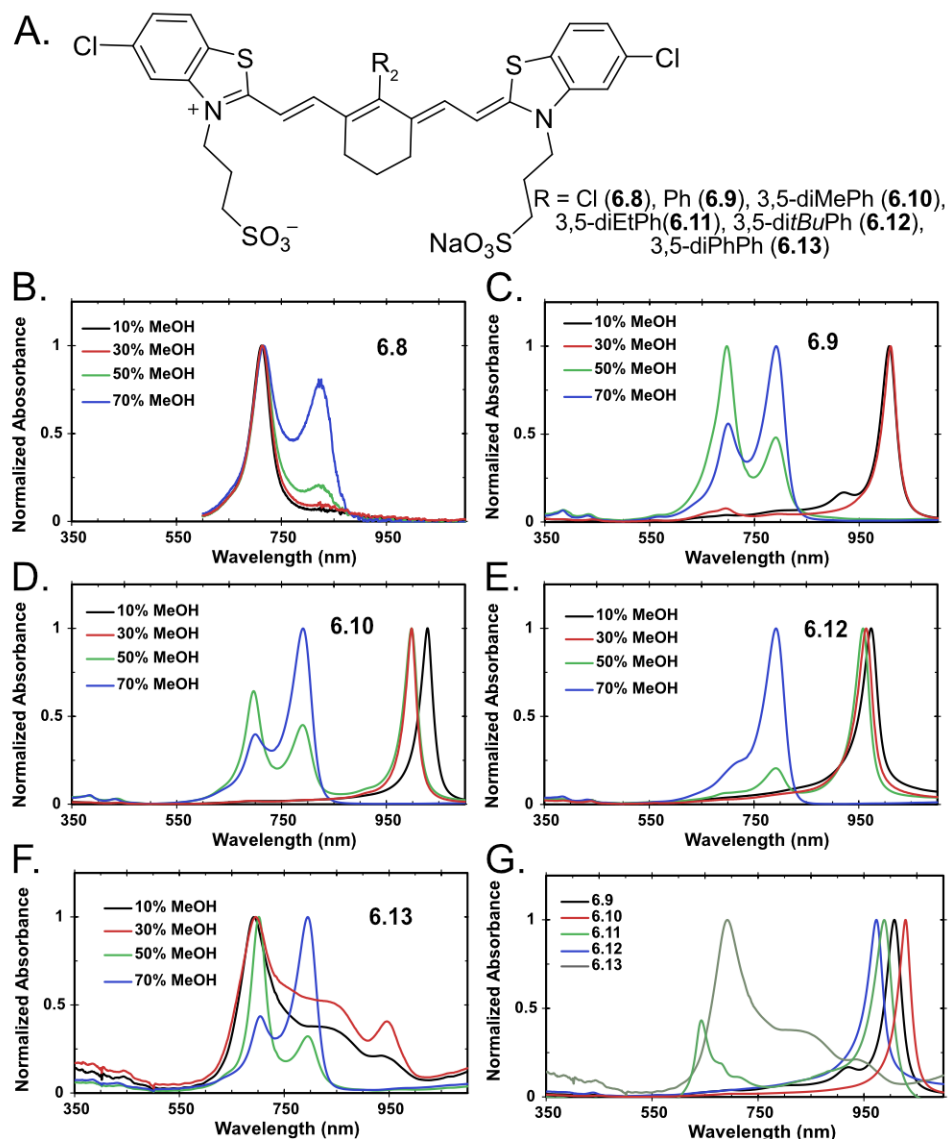 A.
Cl
S
R2
S
Cl
N
+
N
R = Cl (6.8), Ph (6.9), 3,5-diMePh (6.10),
SO3−
NaO3S
3,5-diEtPh(6.11), 3,5-ditBuPh (6.12),
3,5-diPhPh (6.13)
B.
Normalized Absorbance
1
0.5
0
10% MeOH
30% MeOH
50% MeOH
70% MeOH
6.8
350
550
750
950
Wavelength (nm)
C.
Normalized Absorbance
1
0.5
0
10% MeOH
30% MeOH
50% MeOH
70% MeOH
6.9
350
550
750
950
Wavelength (nm)
D.
Normalized Absorbance
1
0.5
0
10% MeOH
30% MeOH
50% MeOH
70% MeOH
6.10
350
550
750
950
Wavelength (nm)
E.
Normalized Absorbance
1
0.5
0
10% MeOH
30% MeOH
50% MeOH
70% MeOH
6.12
350
550
750
950
Wavelength (nm)
F.
Normalized Absorbance
1
0.5
0
10% MeOH
30% MeOH
50% MeOH
70% MeOH
6.13
350
550
750
950
Wavelength (nm)
G.
Normalized Absorbance
1
0.5
0
6.9
6.10
6.11
6.12
6.13
350
550
750
950
Wavelength (nm)